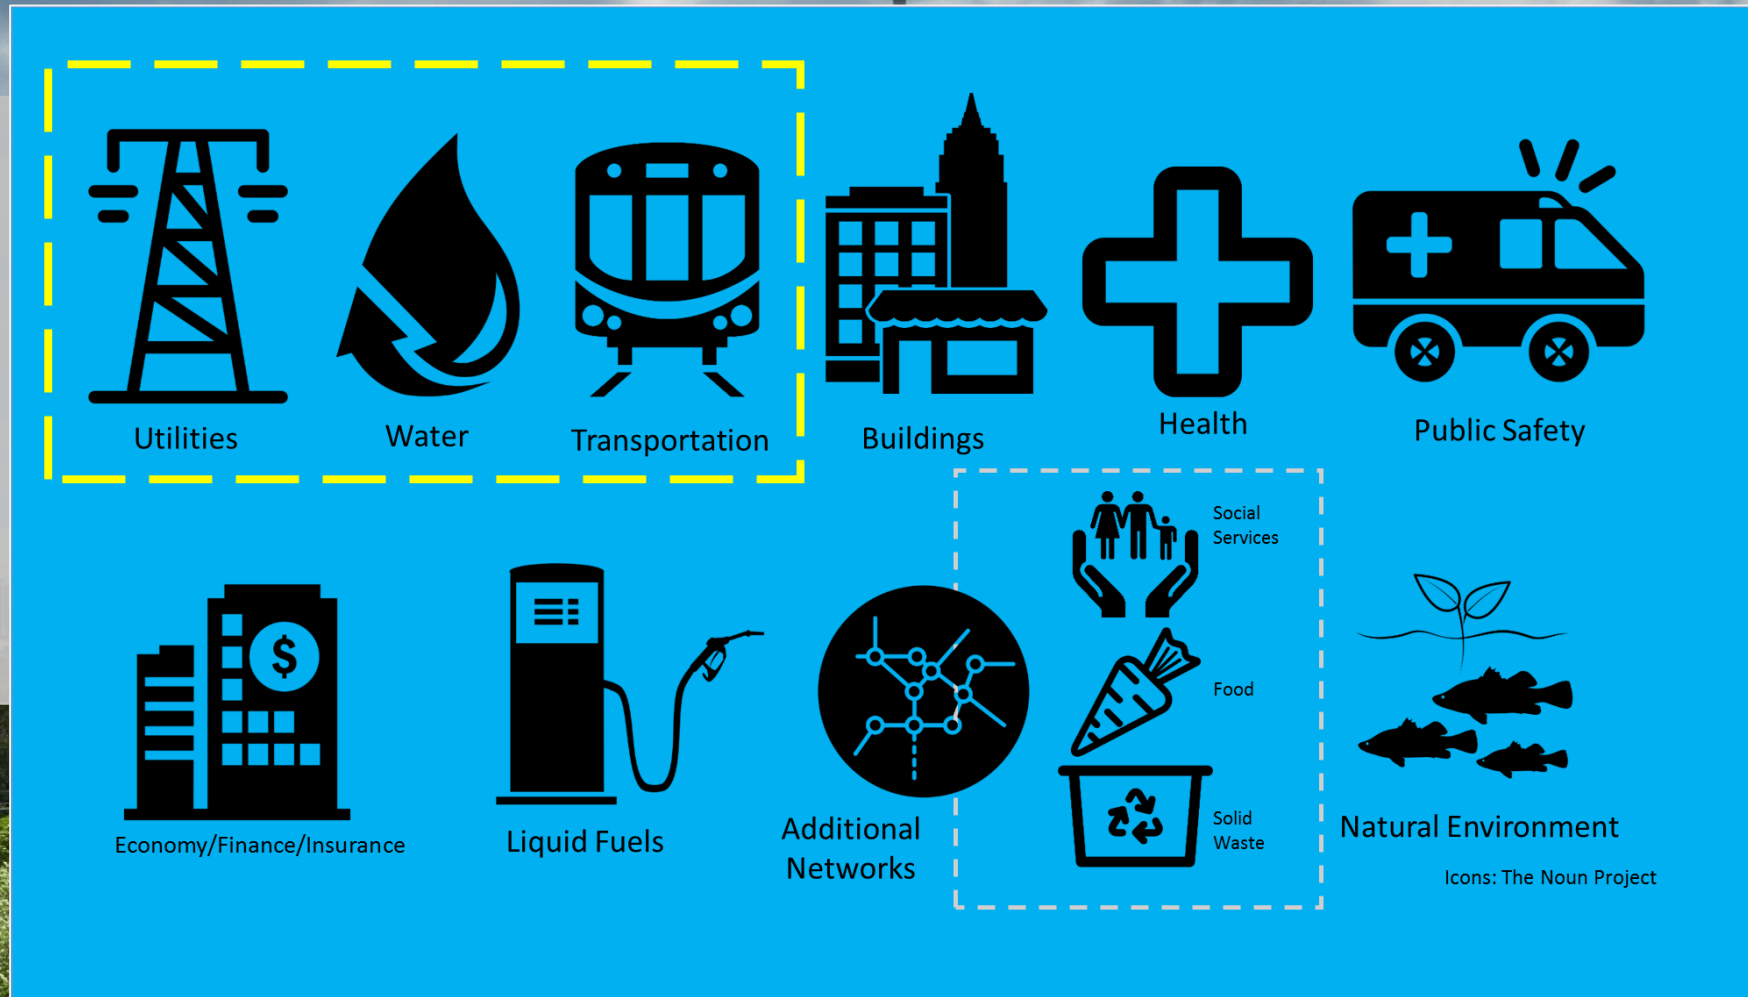 Utilities
Water
Transportation
Buildings
Health
Public Safety
$
Economy/Finance/Insurance
Liquid Fuels
Additional
Networks
Social
Services
Food
Solid
Waste
Natural Environment
Icons: The Noun Project